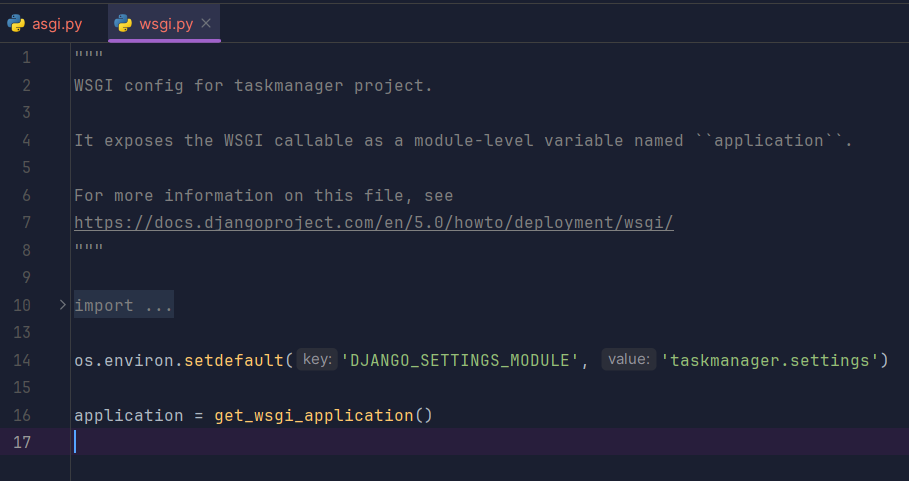 asgi.py
wsgi.py
1 """
2 WSGI config for taskmanager project.
3
4 It exposes the WSGI callable as a module-level variable named ``application``.
5
6 For more information on this file, see
7 https://docs.djangoproject.com/en/5.0/howto/deployment/wsgi/
8 """
9
10 import ...
13
14 os.environ.setdefault( key: 'DJANGO_SETTINGS_MODULE', value: 'taskmanager.settings')
15
16 application = get_wsgi_application()
17